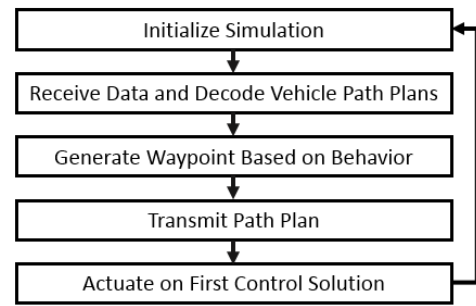 Initialize Simulation
Receive Data and Decode Vehicle Path Plans
Generate Waypoint Based on Behavior
Transmit Path Plan
Actuate on First Control Solution